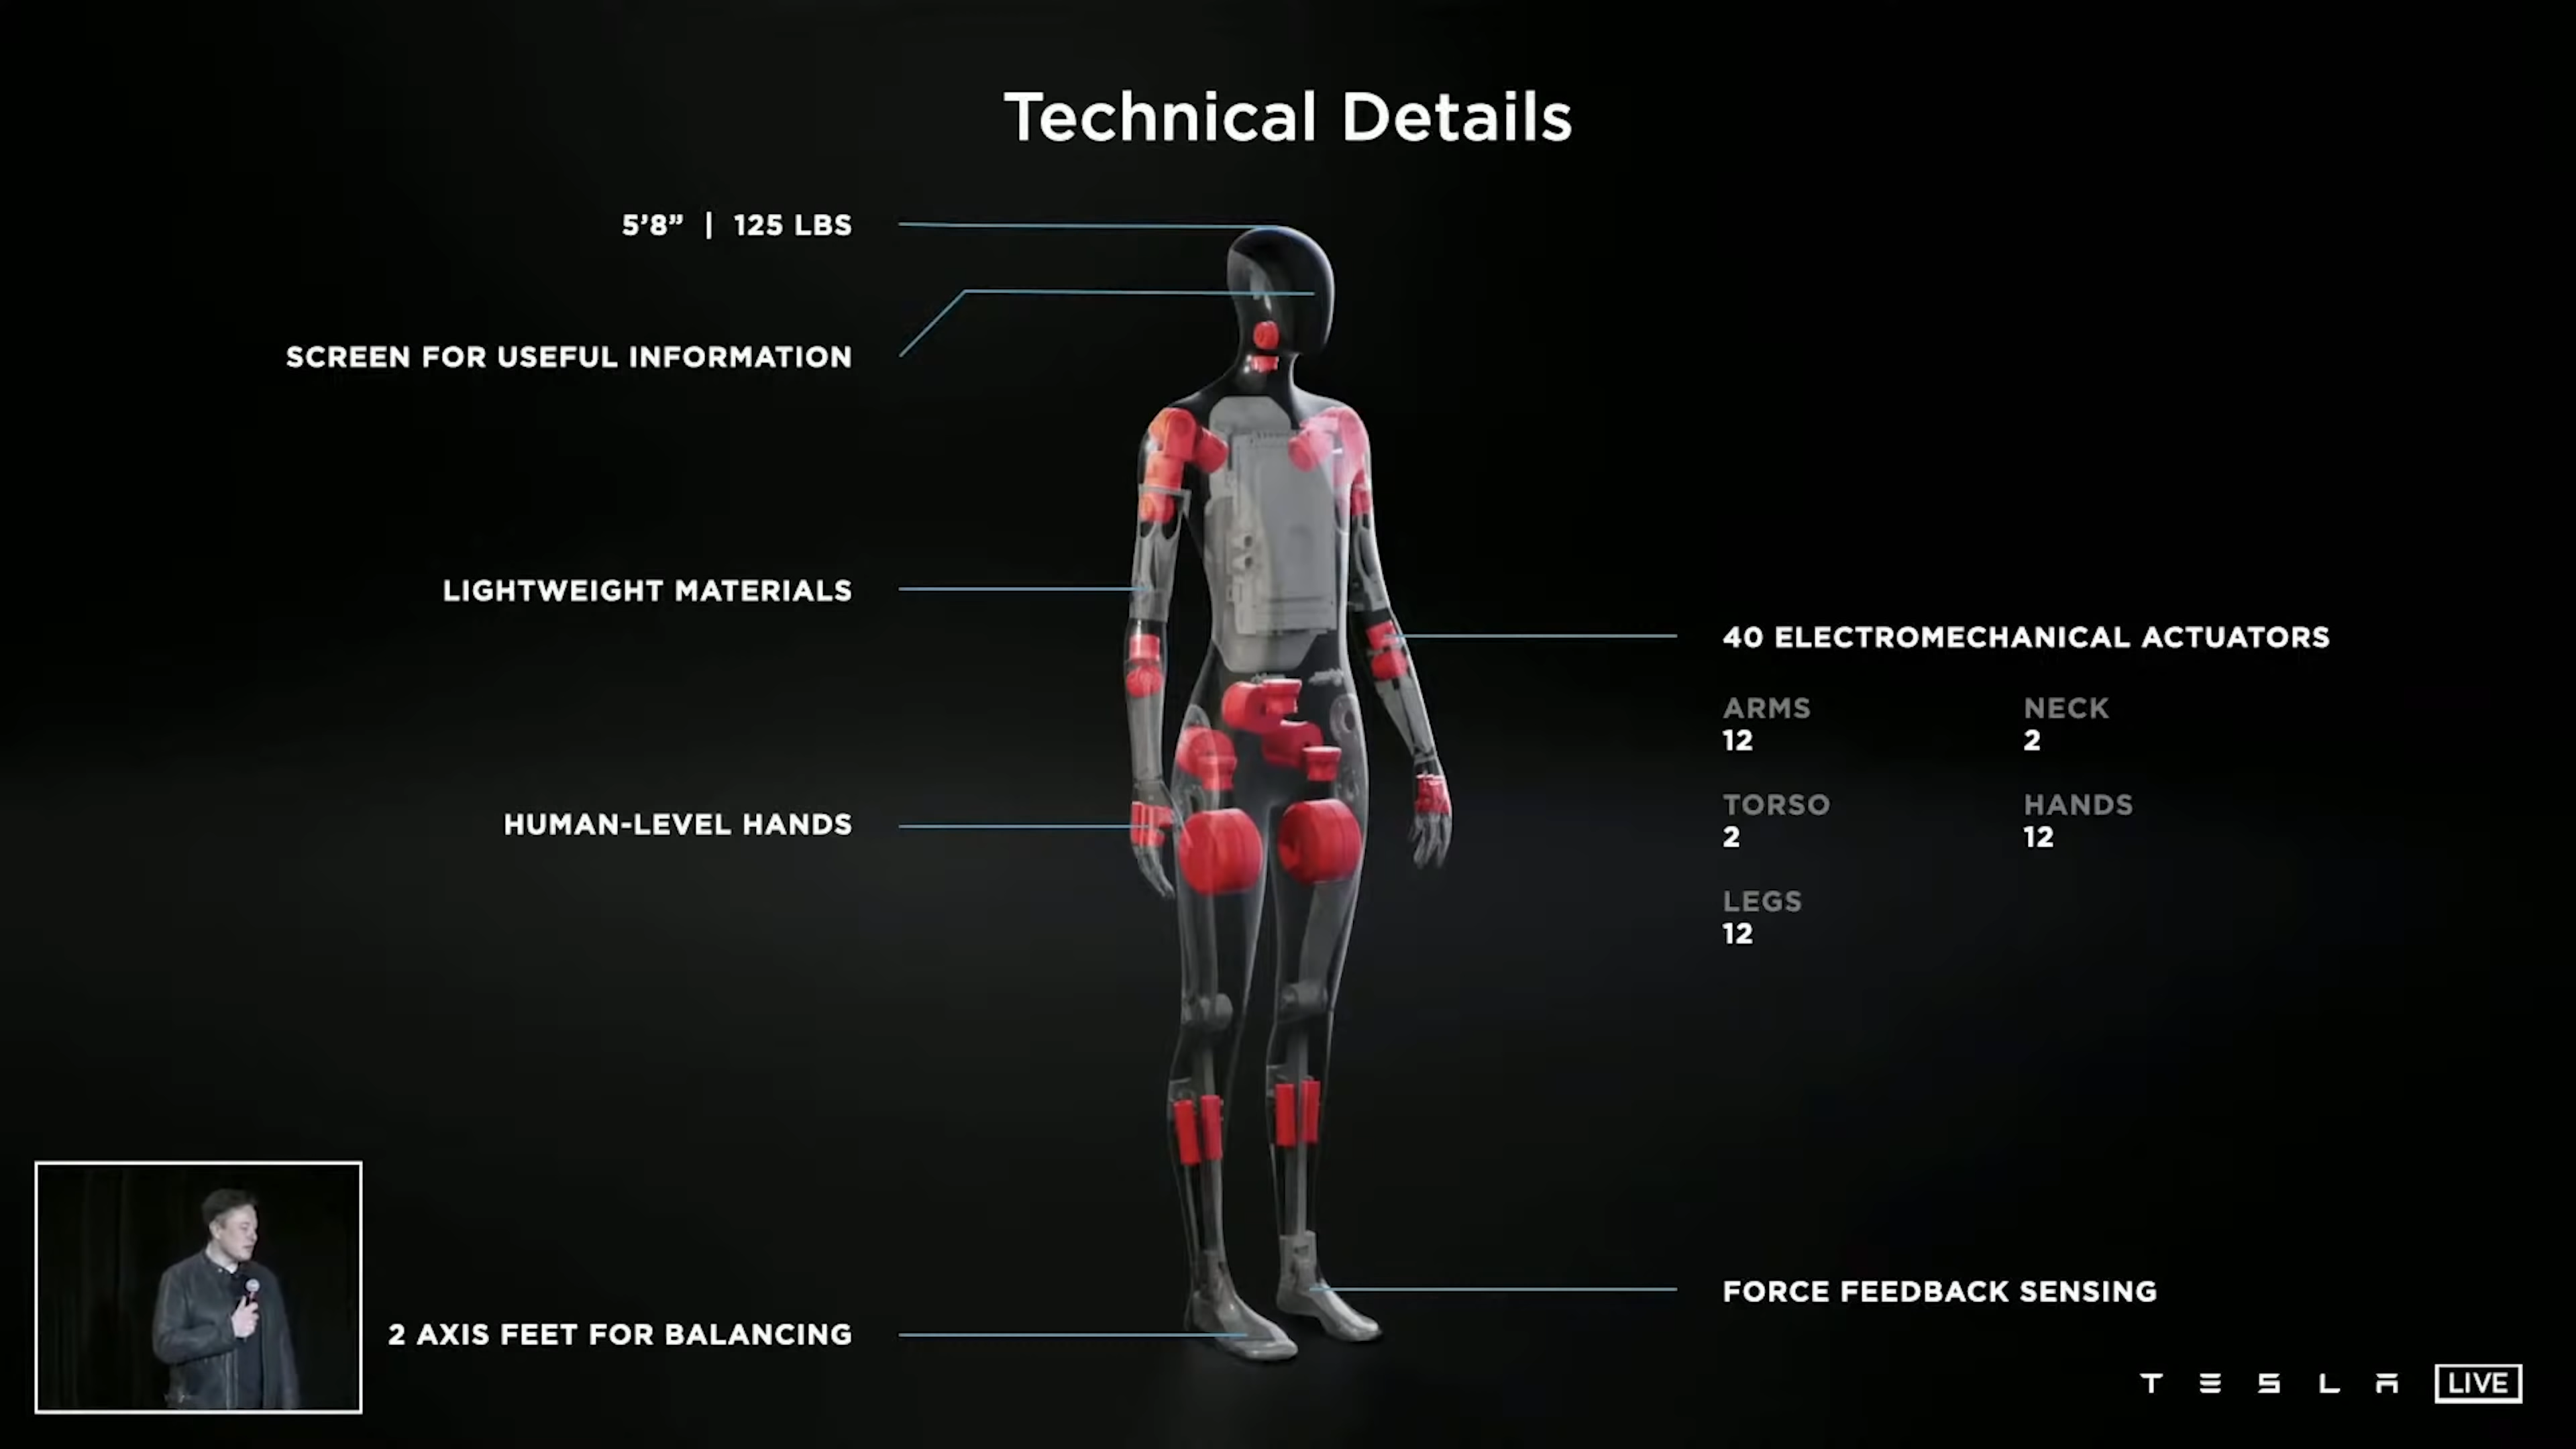 Technical Details
5’8” | 125 LBS
SCREEN FOR USEFUL INFORMATION
LIGHTWEIGHT MATERIALS
HUMAN-LEVEL HANDS
2 AXIS FEET FOR BALANCING
40 ELECTROMECHANICAL ACTUATORS
ARMS NECK
12 2
TORSO HANDS
2 12
LEGS
12
FORCE FEEDBACK SENSING
TESLA LIVE